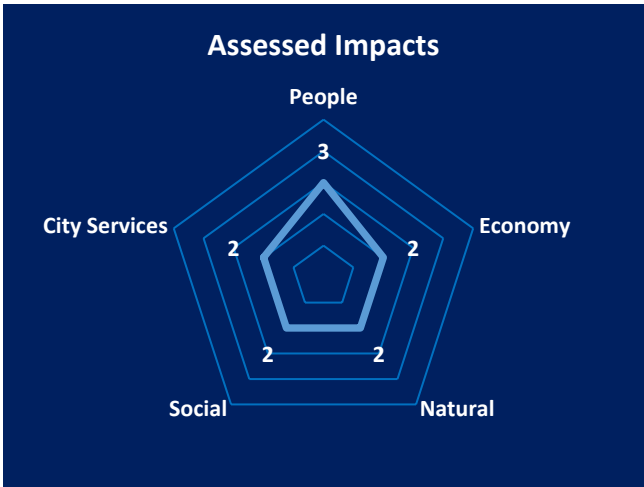 Assessed Impacts
People
3
City Services
2
2
Economy
2
2
Social
Natural